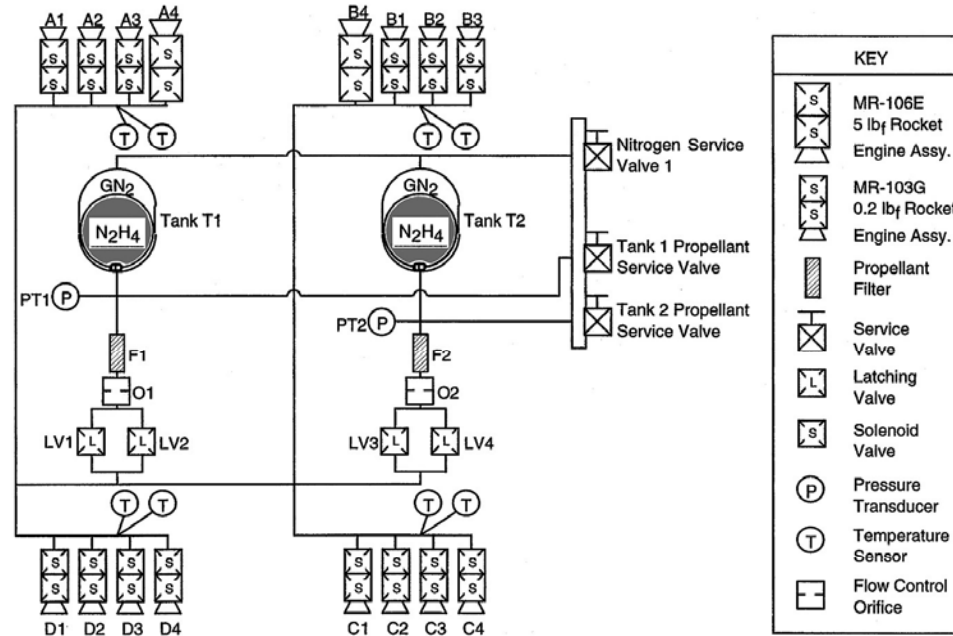 A1 A2 A3 A4
B4 B1 B2 B3
S S S S S S S S
S S S S S S S S
T T
T T
GN2
N2H4
Tank T1
GN2
N2H4
Tank T2
Nitrogen Service
Valve 1
Tank 1 Propellant
Service Valve
Tank 2 Propellant
Service Valve
PT1 P
PT2 P
F1
F2
O1
O2
LV1 L L LV2
LV3 L L LV4
T T
T T
S S S S S S S S
S S S S S S S S
D1 D2 D3 D4
C1 C2 C3 C4
KEY
S
S
MR-106E
5 lbf Rocket
Engine Assy.
S
S
MR-103G
0.2 lbf Rocket
Engine Assy.
Propellant
Filter
Service
Valve
L
Latching
Valve
S
Solenoid
Valve
P
Pressure
Transducer
T
Temperature
Sensor
Flow Control
Orifice